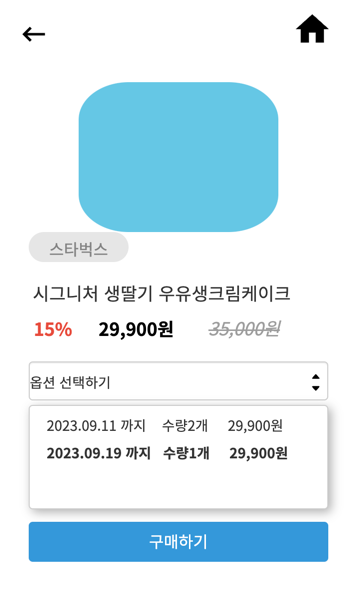 스타벅스
시그니처 생딸기 우유생크림케이크
15% 29,900원 35,000원
옵션 선택하기
2023.09.11 까지 수량2개 29,900원
2023.09.19 까지 수량1개 29,900원
구매하기